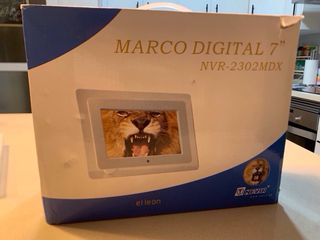 MARCO DIGITAL 7"
NVR-2302MDX
el leon